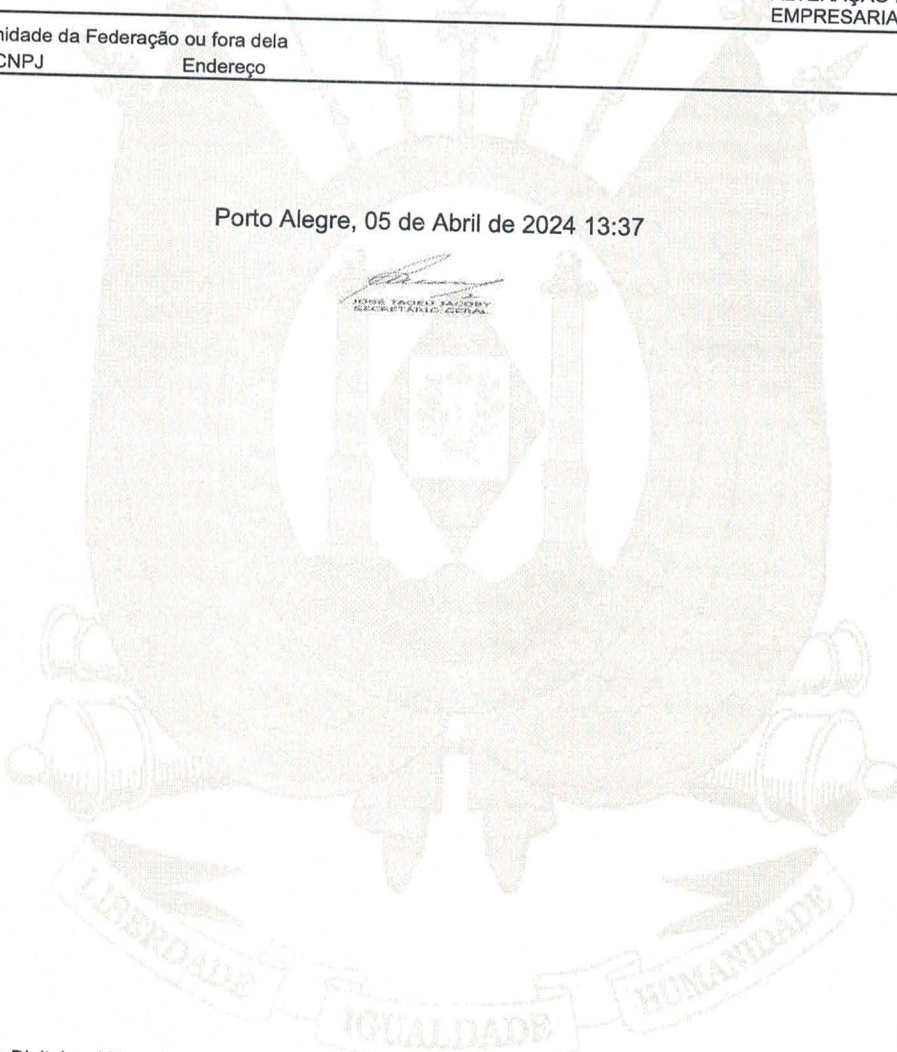 EMPRESARIA
nidade da Federação ou fora dela
CNPJ Endereço
Porto Alegre, 05 de Abril de 2024 13:37
JOSÉ TADEU JACOBY
SECRETÁRIO GERAL
LIBERDADE
IGUALDADE
HUMANIDADE